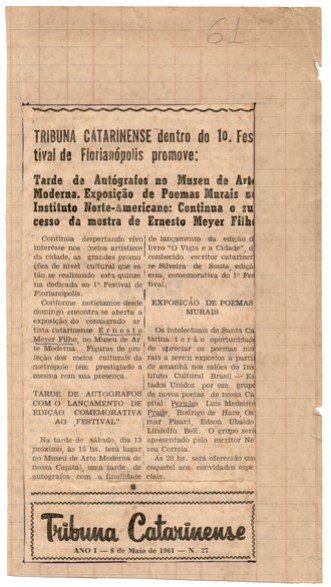 61
TRIBUNA CATARINENSE dentro do 1o. Fes
tival de Florianópolis promove:
Tarde de Autógrafos no Museu de Arte
Moderna. Exposição de Poemas Murais no
Instituto Norte-Americano: Continua o su
cesso da mostra de Ernesto Meyer Filho
Continua despertando vivo
interêsse nos meios artísticos
da cidade, as grandes promo
ções de nível cultural que es-
tão se realizando esta quinze
na dedicada ao 1º Festival de
Florianópolis.
Conforme noticiamos desde
domingo encontra-se aberta a
exposição do consagrado ar
tista catarinense Ernesto
Meyer Filho, no Museu de Ar
te Moderna. Figuras de pro
leção dos meios culturais da
metrópole têm prestigiado a
mesma com sua presença.
TARDE DE AUTOGRAFOS
COM O LANÇAMENTO DE
EDIÇÃO COMEMORATIVA
AO FESTIVAL"
Na tarde de sábado, dia 13
próximo, às 15 hs. terá lugar
no Museu de Arte Moderna de
nossa Capital, uma tarde de
autógrafos com a finalidade
de lançamento da edição d
livro "O Vigia e a Cidade", d
conhecido escritor catarinen
se Silveira de Souza, ediçã
essa, comemorativa do 1º Fes
tival.
EXPOSIÇÃO DE POEMAS
MURAIS
Os Intelectuais de Santa Ca
tarina terão oportunidade
de apreciar os poemas mu
rais a serem expostos a parti
de amanhã nos salões do Ins
tituto Cultural Brasil — Es
tados Unidos por um grupo
de novos poetas de nossa Ca
pital: Pericles Luiz Medeiros
Prade, Rodrigo de Haro, Os
mar Pisani, Edson Ubaldo
Lindolfo Bell. O grupo será
apresentado pelo escritor Ne
reu Correia.
Às 20 hs. será oferecido um
coquetel aos, convidados espe
ciais.
Tribuna Catarinense
ANO I — 8 de Maio de 1961 — N. 27